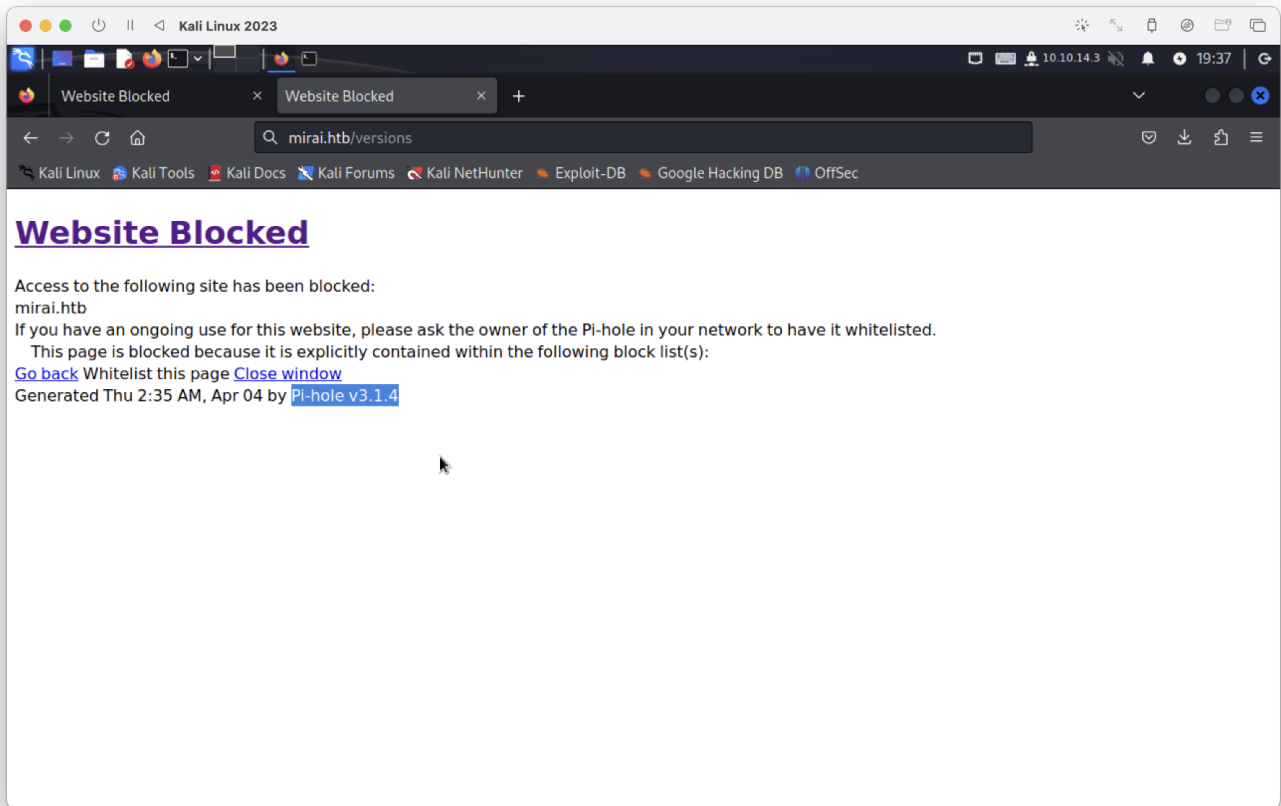 Kali Linux 2023
10.10.14.3 19:37
Website Blocked Website Blocked
mirai.htb/versions
Kali Linux Kali Tools Kali Docs Kali Forums Kali NetHunter Exploit-DB Google Hacking DB OffSec
Website Blocked
Access to the following site has been blocked:
mirai.htb
If you have an ongoing use for this website, please ask the owner of the Pi-hole in your network to have it whitelisted.
This page is blocked because it is explicitly contained within the following block list(s):
Go back Whitelist this page Close window
Generated Thu 2:35 AM, Apr 04 by Pi-hole v3.1.4